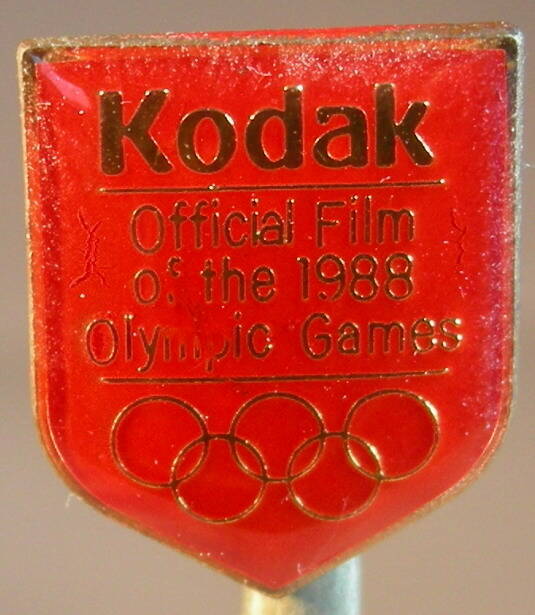 Kodak
Official Film
of the 1988
Olympic Games